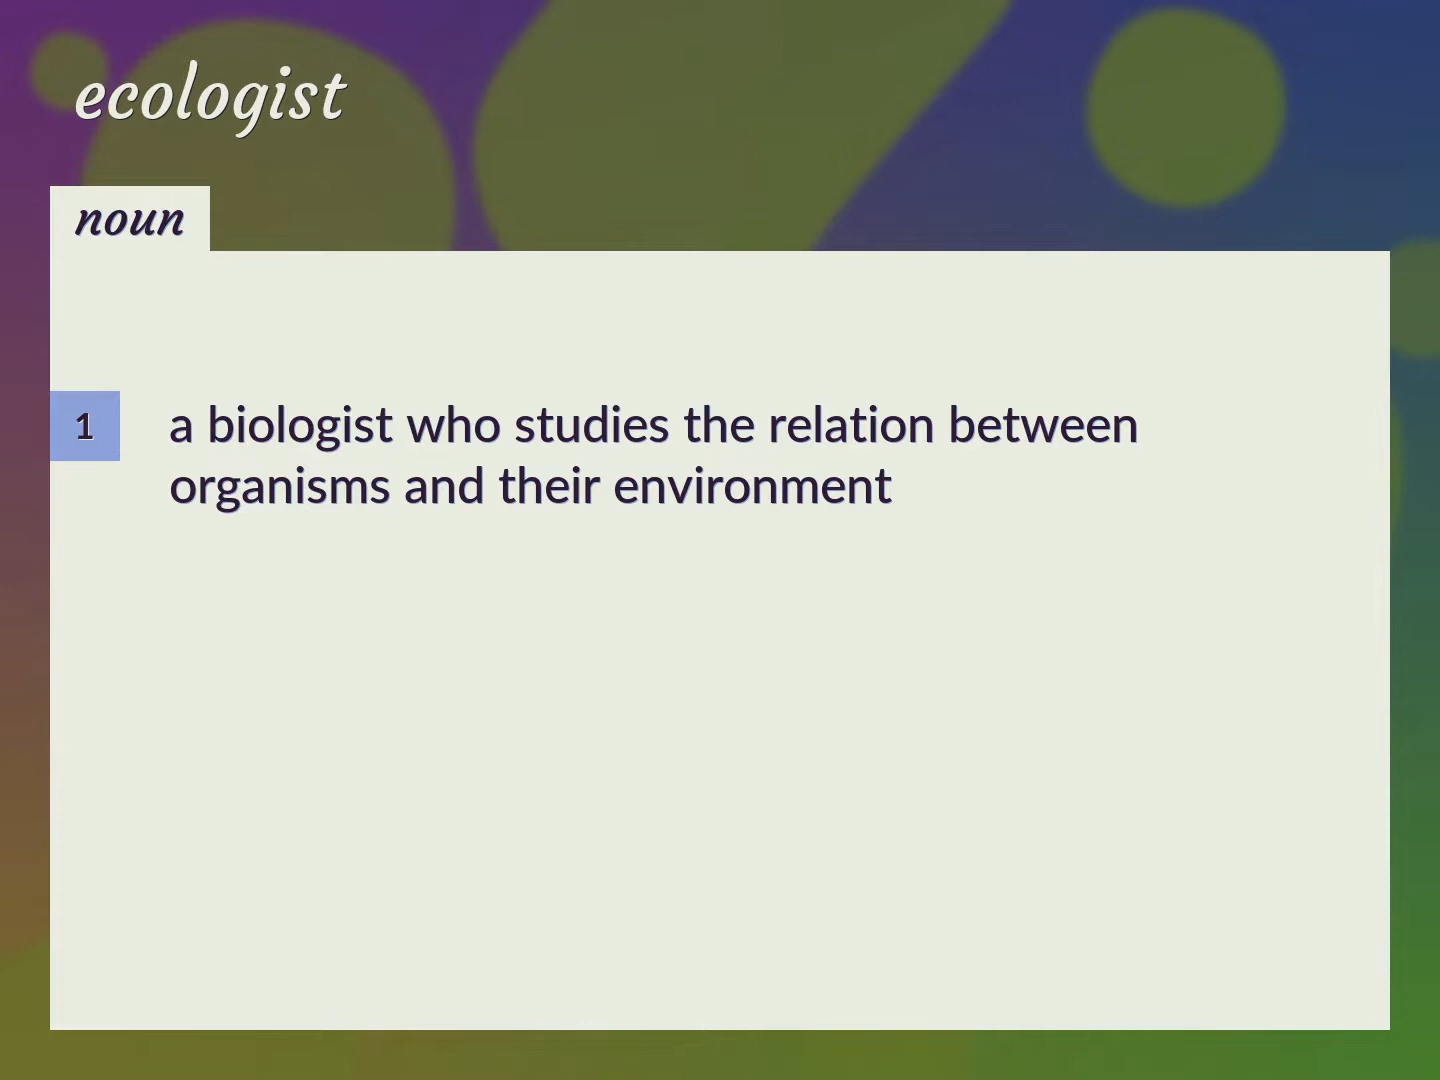 ecologist
noun
1 a biologist who studies the relation between
organisms and their environment